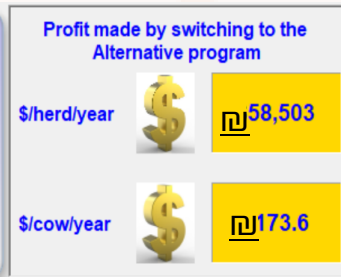 Profit made by switching to the
Alternative program
$/herd/year
$
₪58,503
$/cow/year
$
₪173.6